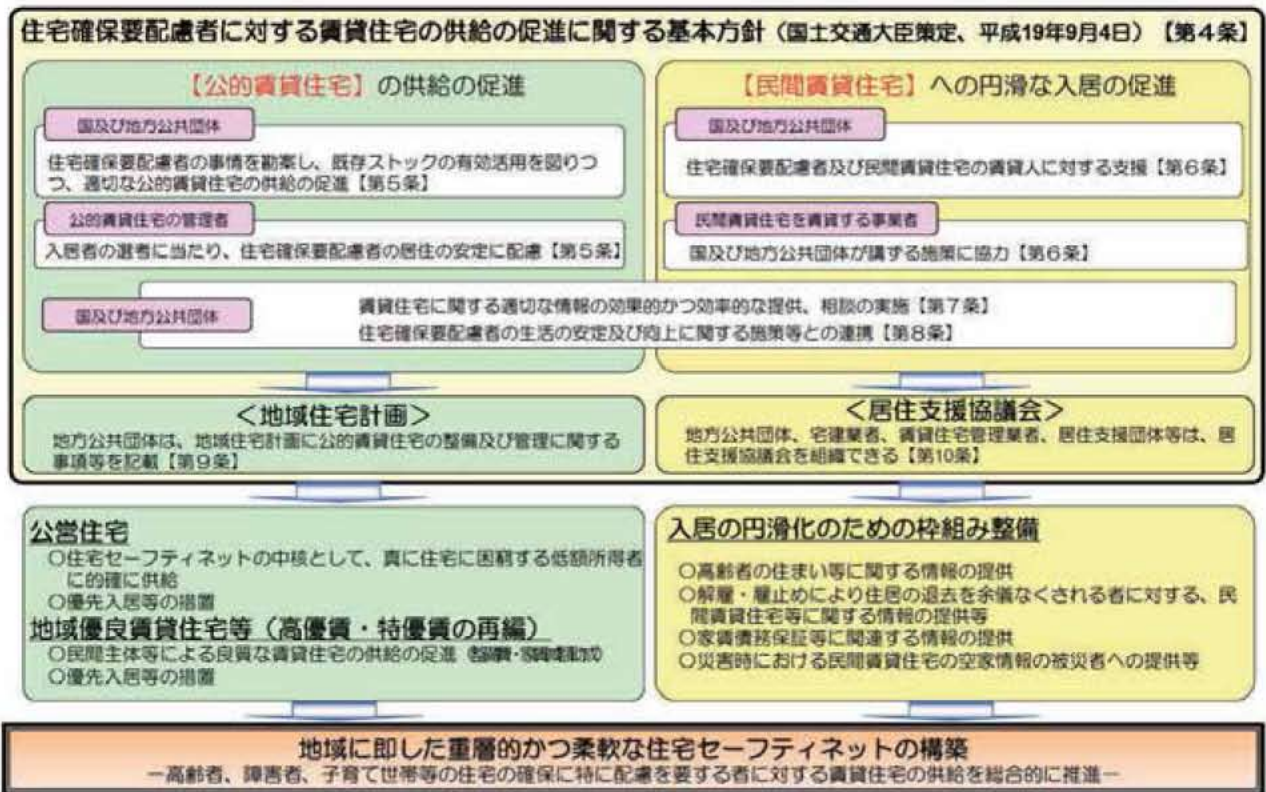 住宅確保要配慮者に対する賃貸住宅の供給の促進に関する基本方針（国土交通大臣策定、平成19年9月4日）【第4条】
【公的賃貸住宅】の供給の促進
国及び地方公共団体
住宅確保要配慮者の事情を勘案し、既存ストックの有効活用を図りつ
つ、適切な公的賃貸住宅の供給の促進【第5条】
公的賃貸住宅の管理者
入居者の選考に当たり、住宅確保要配慮者の居住の安定に配慮【第5条】
【民間賃貸住宅】への円滑な入居の促進
国及び地方公共団体
住宅確保要配慮者及び民間賃貸住宅の賃貸人に対する支援【第6条】
民間賃貸住宅を賃貸する事業者
国及び地方公共団体が講ずる施策に協力【第6条】
国及び地方公共団体
賃貸住宅に関する適切な情報の効果的かつ効率的な提供、相談の実施【第7条】
住宅確保要配慮者の生活の安定及び向上に関する施策等との連携【第8条】
＜地域住宅計画＞
地方公共団体は、地域住宅計画に公的賃貸住宅の整備及び管理に関する
事項等を記載【第9条】
＜居住支援協議会＞
地方公共団体、宅建業者、賃貸住宅管理業者、居住支援団体等は、居
住支援協議会を組織できる【第10条】
公営住宅
○住宅セーフティネットの中核として、真に住宅に困窮する低額所得者
に的確に供給
○優先入居等の措置
地域優良賃貸住宅等（高優賃・特優賃の再編）
○民間主体等による良質な賃貸住宅の供給の促進
○優先入居等の措置
入居の円滑化のための枠組み整備
○高齢者の住まい等に関する情報の提供
○解雇・雇止めにより住居の退去を余儀なくされる者に対する、民
間賃貸住宅等に関する情報の提供等
○家賃債務保証等に関連する情報の提供
○災害時における民間賃貸住宅の空家情報の被災者への提供等
地域に即した重層的かつ柔軟な住宅セーフティネットの構築
－高齢者、障害者、子育て世帯等の住宅の確保に特に配慮を要する者に対する賃貸住宅の供給を総合的に推進－